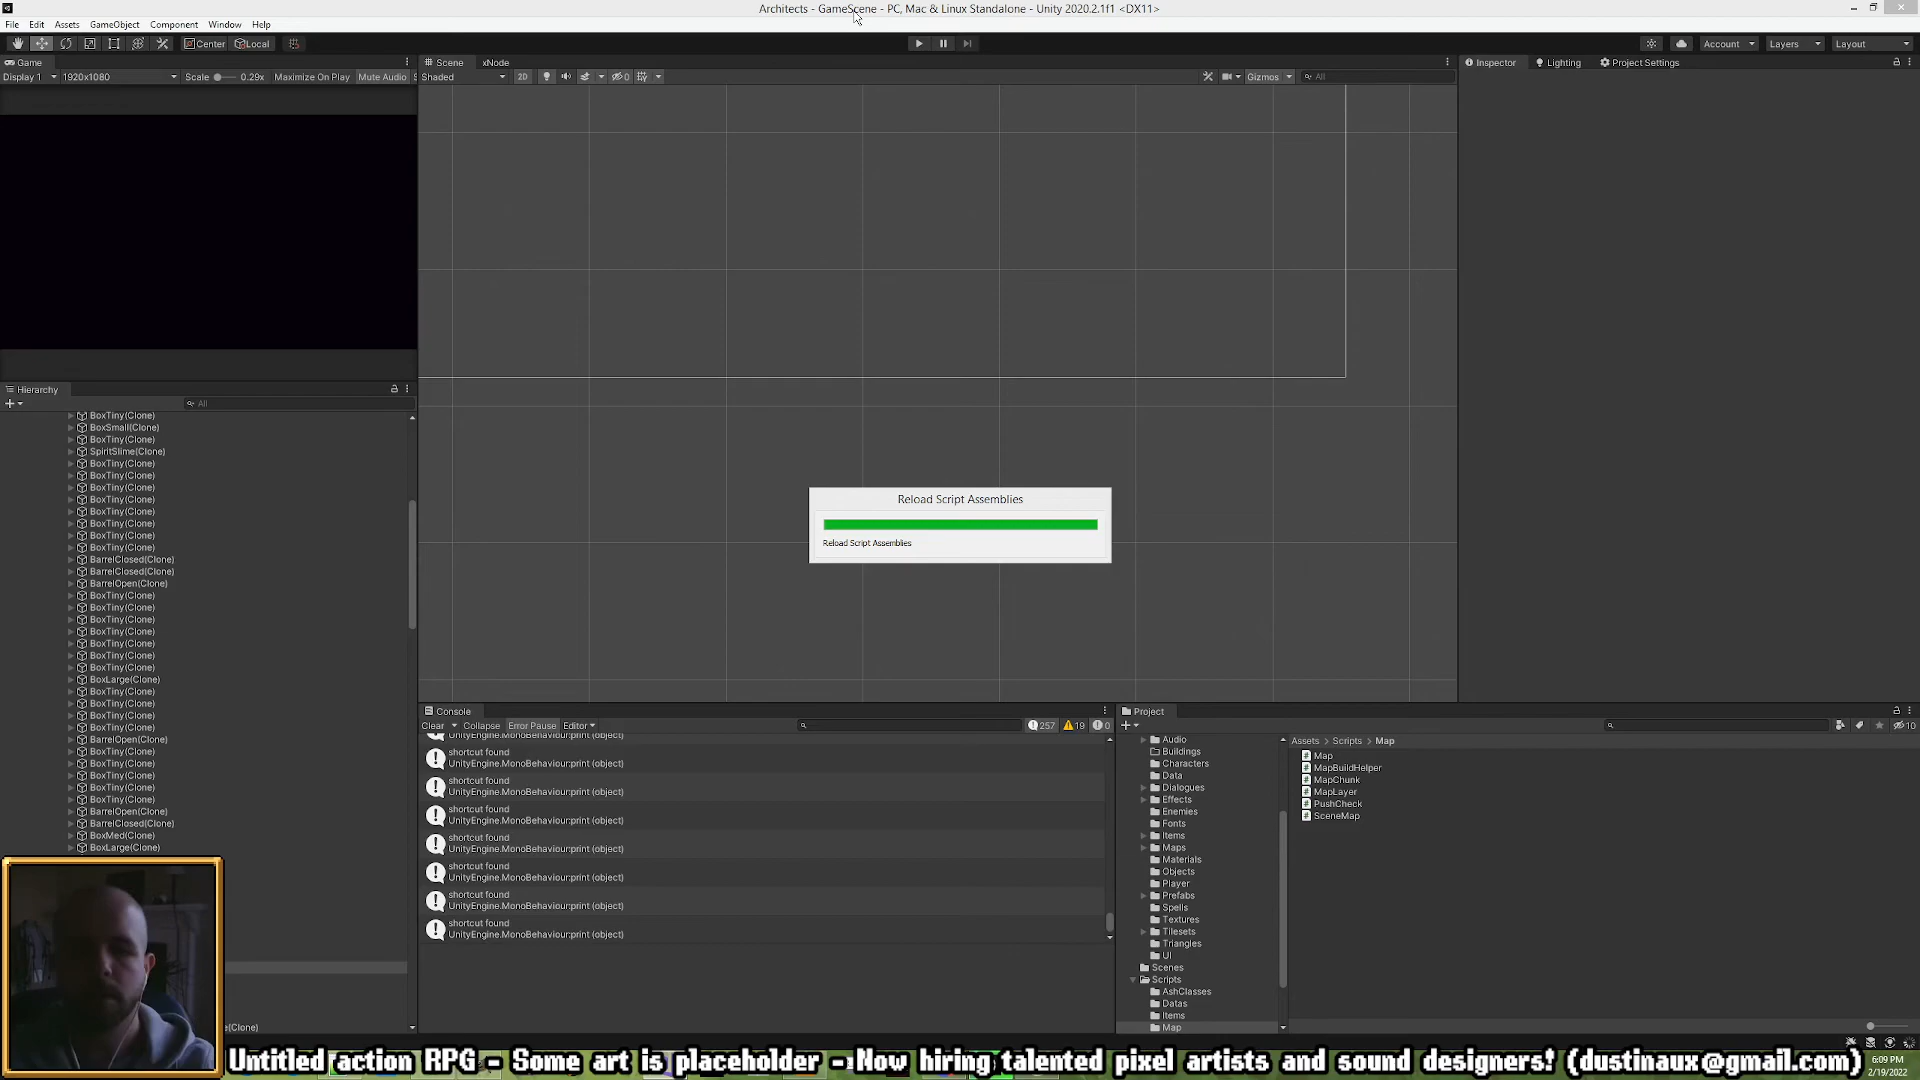 Architects - GameScene - PC, Mac & Linux Standalone - Unity 2020.2.1f1 <DX11>
File Edit Assets GameObject Component Window Help
Center Local
Account Layers Layout
Game
Display 1 1920x1080 Scale 0.29x Maximize On Play Mute Audio
Scene xNode
Shaded 2D 0 Gizmos All
Inspector Lighting Project Settings
Hierarchy
All
BoxTiny(Clone)
BoxSmall(Clone)
BoxTiny(Clone)
SpiritSlime(Clone)
BoxTiny(Clone)
BoxTiny(Clone)
BoxTiny(Clone)
BoxTiny(Clone)
BoxTiny(Clone)
BoxTiny(Clone)
BoxTiny(Clone)
BoxTiny(Clone)
BarrelClosed(Clone)
BarrelClosed(Clone)
BarrelOpen(Clone)
BoxTiny(Clone)
BoxTiny(Clone)
BoxTiny(Clone)
BoxTiny(Clone)
BoxTiny(Clone)
BoxTiny(Clone)
BoxTiny(Clone)
BoxLarge(Clone)
BoxTiny(Clone)
BoxTiny(Clone)
BoxTiny(Clone)
BoxTiny(Clone)
BarrelOpen(Clone)
BoxTiny(Clone)
BoxTiny(Clone)
BoxTiny(Clone)
BoxTiny(Clone)
BoxTiny(Clone)
BarrelOpen(Clone)
BarrelClosed(Clone)
BoxMed(Clone)
BoxLarge(Clone)
e(Clone)
Reload Script Assemblies
Reload Script Assemblies
Console
Clear Collapse Error Pause Editor 257 19 0
UnityEngine.MonoBehaviour:print (object)
shortcut found
UnityEngine.MonoBehaviour:print (object)
shortcut found
UnityEngine.MonoBehaviour:print (object)
shortcut found
UnityEngine.MonoBehaviour:print (object)
shortcut found
UnityEngine.MonoBehaviour:print (object)
shortcut found
UnityEngine.MonoBehaviour:print (object)
shortcut found
UnityEngine.MonoBehaviour:print (object)
shortcut found
UnityEngine.MonoBehaviour:print (object)
Project
10
Audio
Buildings
Characters
Data
Dialogues
Effects
Enemies
Fonts
Items
Maps
Materials
Objects
Player
Prefabs
Spells
Textures
Tilesets
Triangles
UI
Scenes
Scripts
AshClasses
Datas
Items
Map
Assets > Scripts > Map
Map
MapBuildHelper
MapChunk
MapLayer
PushCheck
SceneMap
Untitled action RPG - Some art is placeholder - Now hiring talented pixel artists and sound designers! (dustinaux@gmail.com)
6:09 PM
2/19/2022